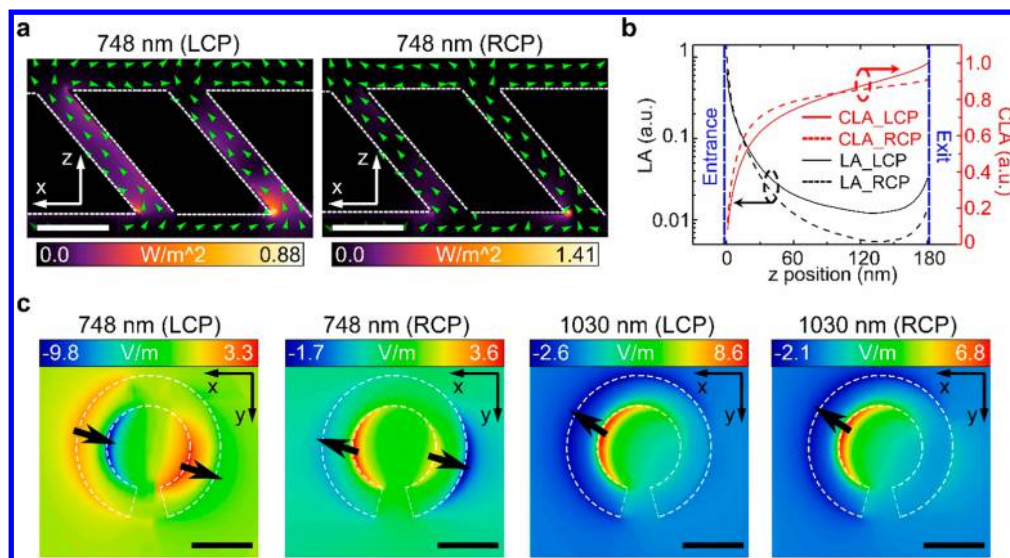 a
748 nm (LCP)
748 nm (RCP)
z
x
z
x
0.0 W/m^2 0.88
0.0 W/m^2 1.41
b
LA (a.u.)
1
0.10
0.01
Entrance
Exit
CLA_LCP
CLA_RCP
LA_LCP
LA_RCP
1.0
0.8
0.6
0.4
0.2
0
CLA (a.u.)
0 60 120 180
z position (nm)
c
748 nm (LCP)
748 nm (RCP)
1030 nm (LCP)
1030 nm (RCP)
-9.8 V/m 3.3
-1.7 V/m 3.6
-2.6 V/m 8.6
-2.1 V/m 6.8
x
y
x
y
x
y
x
y